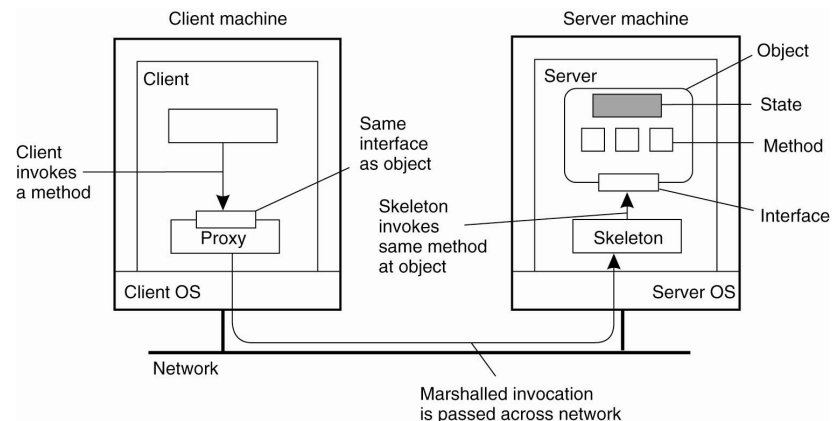 Client machine
Server machine
Client
Server
Object
State
Method
Interface
Client
invokes
a method
Same
interface
as object
Proxy
Skeleton
invokes
same method
at object
Skeleton
Client OS
Server OS
Network
Marshalled invocation
is passed across network